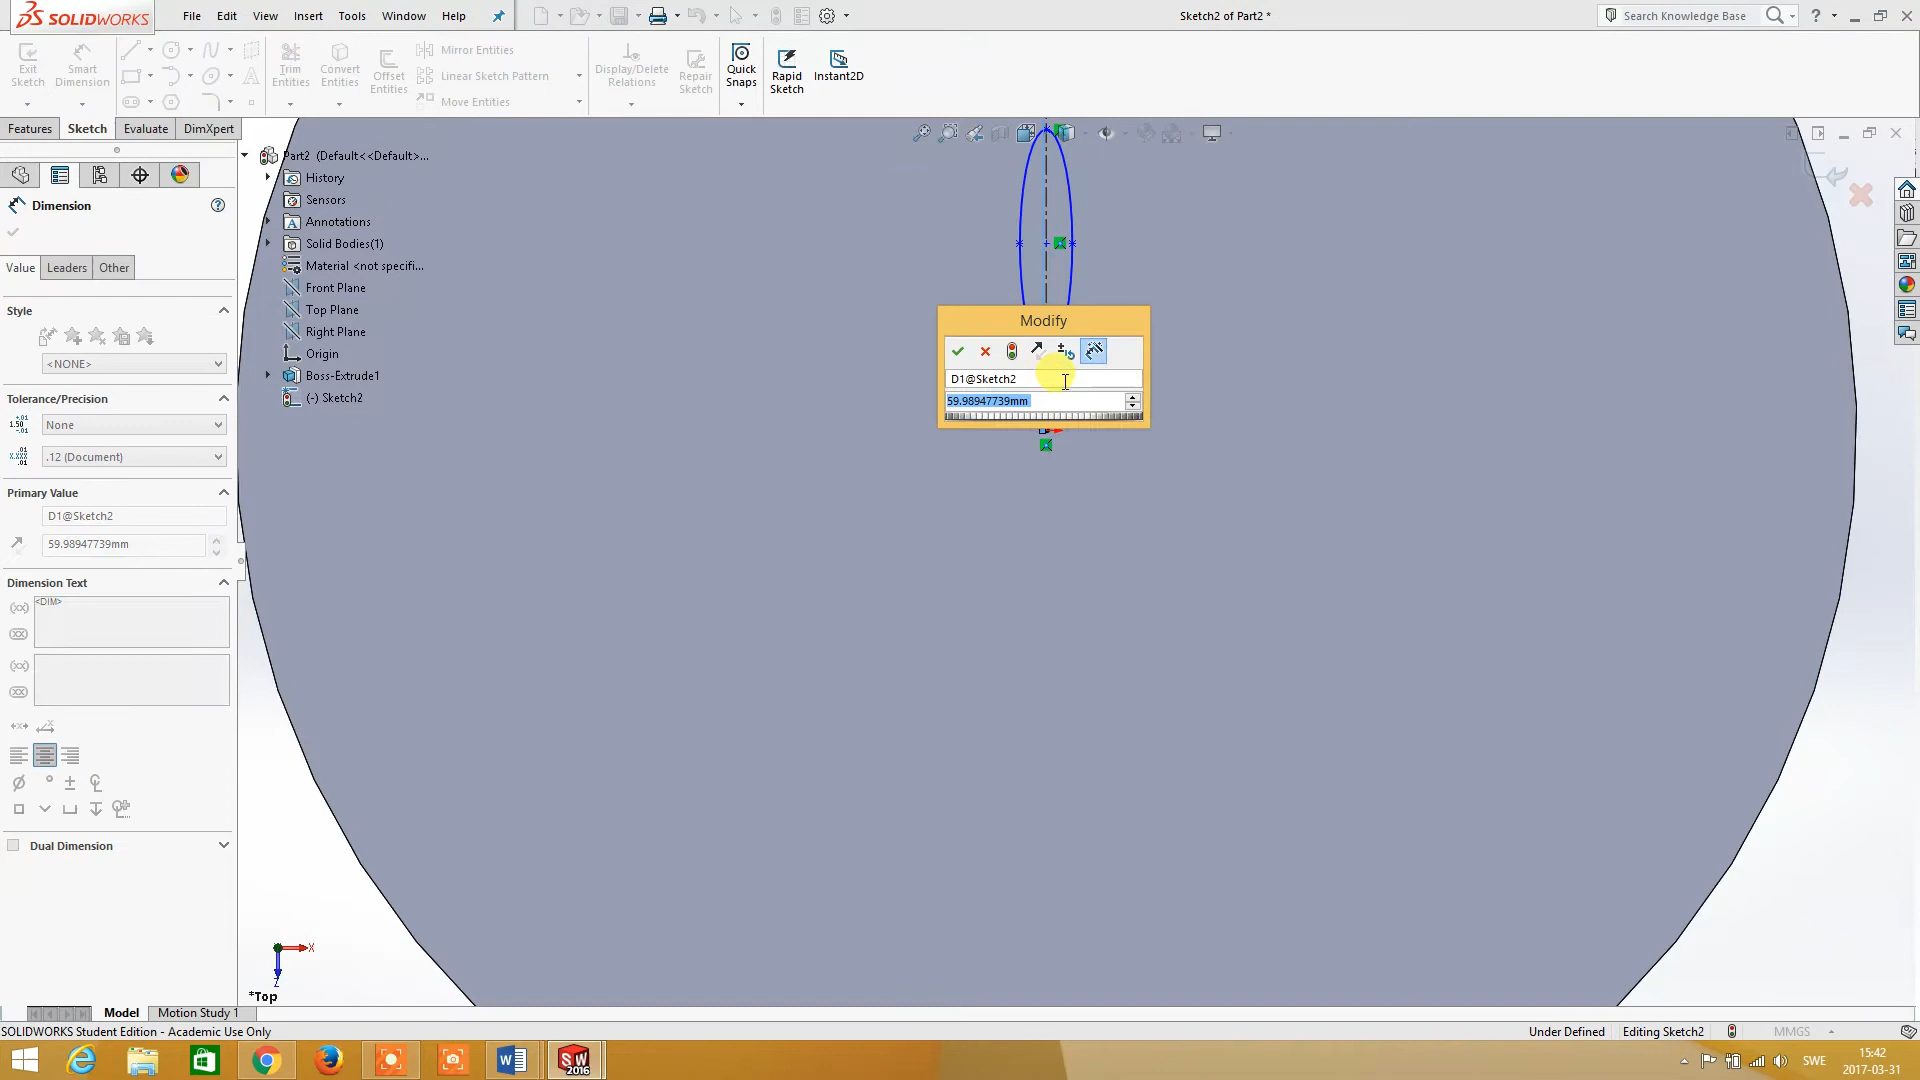 SOLIDWORKS
File Edit View Insert Tools Window Help
Sketch2 of Part2 *
Search Knowledge Base
Exit Sketch
Smart Dimension
Trim Entities
Convert Entities
Offset Entities
Mirror Entities
Linear Sketch Pattern
Move Entities
Display/Delete Relations
Repair Sketch
Quick Snaps
Rapid Sketch
Instant2D
Features Sketch Evaluate DimXpert
Part2 (Default<<Default>...
History
Sensors
Annotations
Solid Bodies(1)
Material <not specifi...
Front Plane
Top Plane
Right Plane
Origin
Boss-Extrude1
(-) Sketch2
Dimension
Value Leaders Other
Style
<NONE>
Tolerance/Precision
None
.12 (Document)
Primary Value
D1@Sketch2
59.98947739mm
Dimension Text
<DIM>
Dual Dimension
Modify
D1@Sketch2
59.98947739mm
X
Z
*Top
Model Motion Study 1
SOLIDWORKS Student Edition - Academic Use Only
Under Defined Editing Sketch2 MMGS
SW 2016
SWE
15:42
2017-03-31